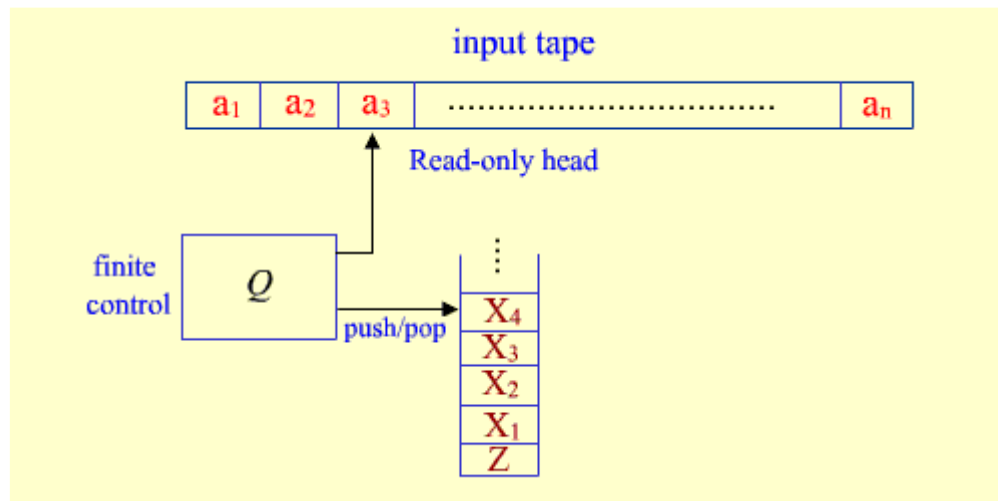 input tape
a₁ a₂ a₃ ................................. aₙ
Read-only head
finite
control
Q
push/pop
X₄
X₃
X₂
X₁
Z